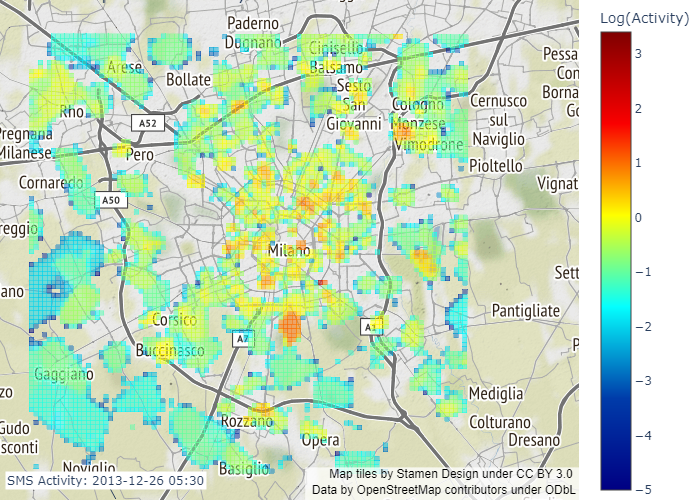 Log(Activity)
Paderno
Dugnano
Cinisello
Balsamo
Arese
Bollate
Sesto
San
Giovanni
Pessa
Con
Borna
Go
Rho
Cologno
Monzese
Cernusco
sul
Naviglio
A52
Pregnana
Milanese
Pero
Vimodrone
Pioltello
Cornaredo
A50
Vignat
reggio
Milano
Sett
ano
Pantigliate
Corsico
A1
A7
Buccinasco
P
Gaggiano
zo
Mediglia
Rozzano
Colturano
Gudo
sconti
Opera
Dresano
Noviglio
Basiglio
3
2
1
0
−1
−2
−3
−4
−5
SMS Activity: 2013-12-26 05:30
Map tiles by Stamen Design under CC BY 3.0
Data by OpenStreetMap contributors under ODbL